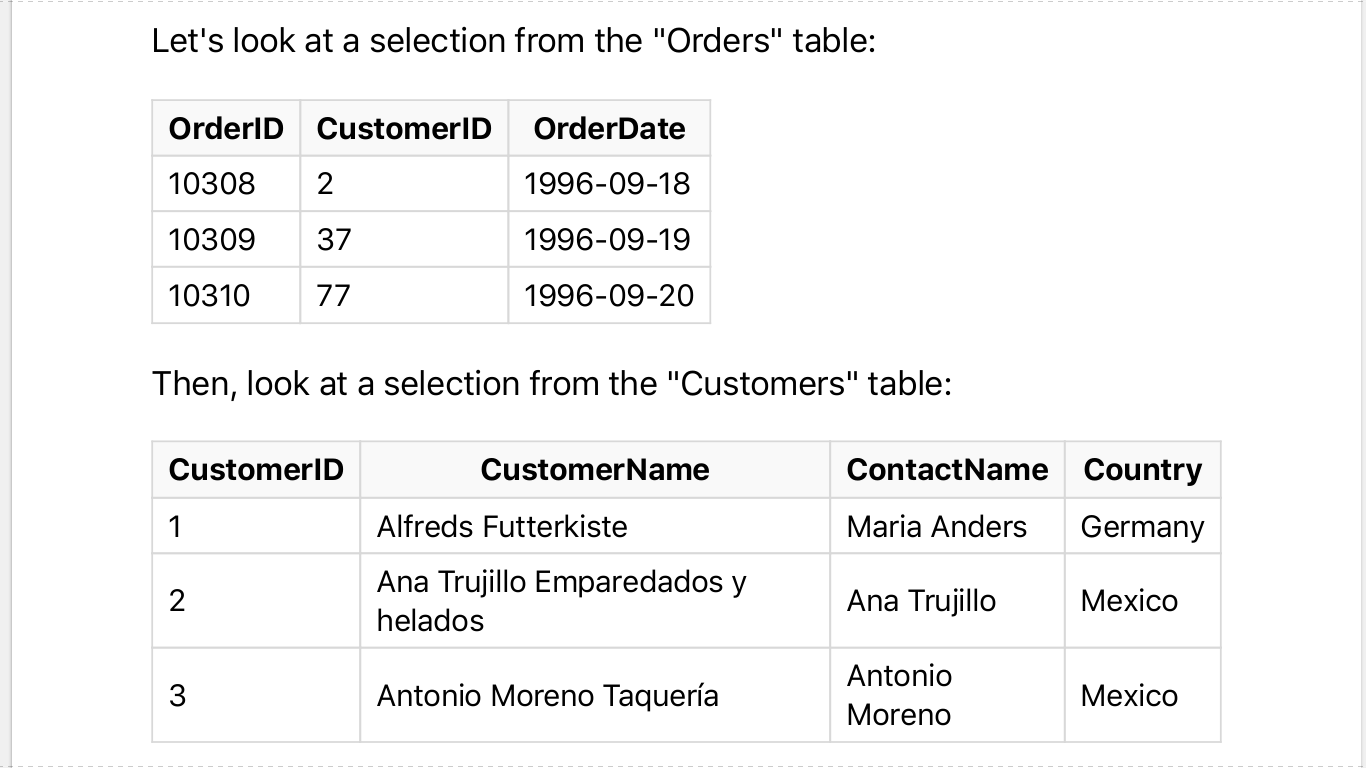 Let's look at a selection from the "Orders" table:
OrderID CustomerID OrderDate
10308 2 1996-09-18
10309 37 1996-09-19
10310 77 1996-09-20
Then, look at a selection from the "Customers" table:
CustomerID CustomerName ContactName Country
1 Alfreds Futterkiste Maria Anders Germany
2 Ana Trujillo Emparedados y
helados Ana Trujillo Mexico
3 Antonio Moreno Taquería Antonio
Moreno Mexico